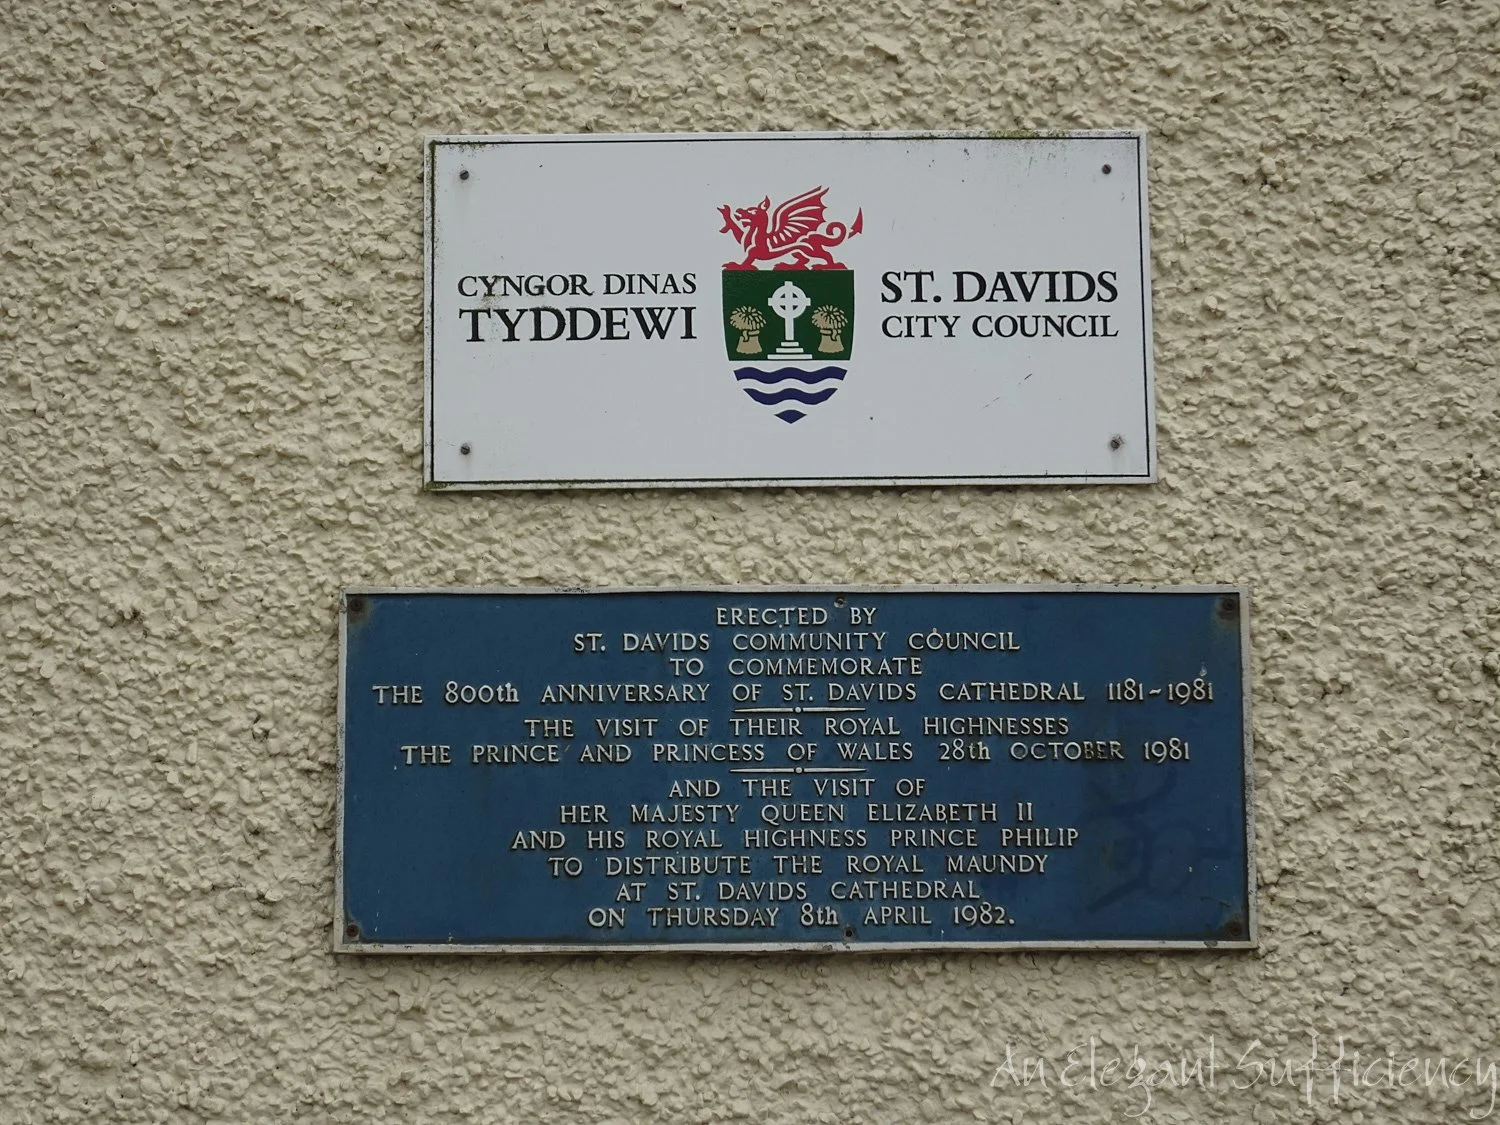 CYNGOR DINAS
TYDDEWI
ST. DAVIDS
CITY COUNCIL
ERECTED BY
ST. DAVIDS COMMUNITY COUNCIL
TO COMMEMORATE
THE 800th ANNIVERSARY OF ST. DAVIDS CATHEDRAL 1181-1981
THE VISIT OF THEIR ROYAL HIGHNESSES
THE PRINCE AND PRINCESS OF WALES 28th OCTOBER 1981
AND THE VISIT OF
HER MAJESTY QUEEN ELIZABETH II
AND HIS ROYAL HIGHNESS PRINCE PHILIP
TO DISTRIBUTE THE ROYAL MAUNDY
AT ST. DAVIDS CATHEDRAL
ON THURSDAY 8th APRIL 1982.
An Elegant Sufficiency